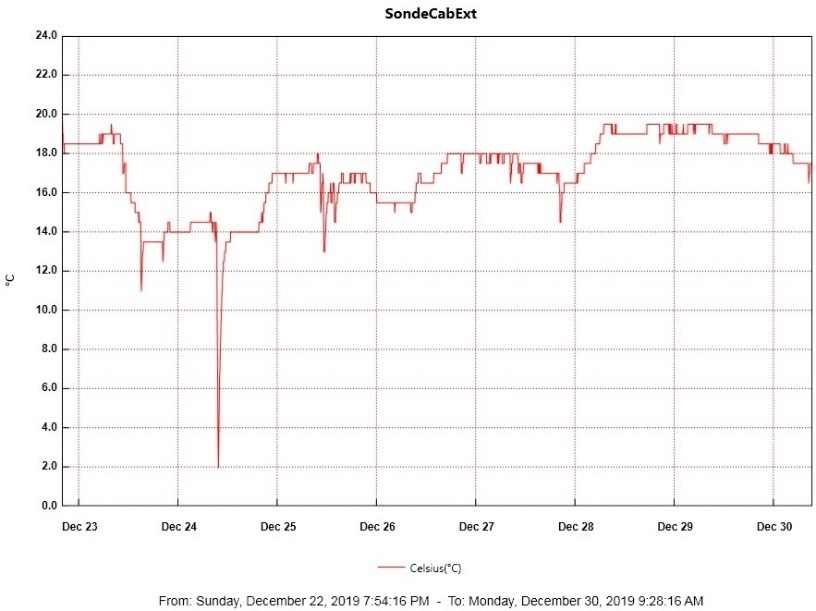 SondeCabExt
24.0
22.0
20.0
18.0
16.0
14.0
12.0
°C
10.0
8.0
6.0
4.0
2.0
0.0
Dec 23 Dec 24 Dec 25 Dec 26 Dec 27 Dec 28 Dec 29 Dec 30
Celsius(°C)
From: Sunday, December 22, 2019 7:54:16 PM - To: Monday, December 30, 2019 9:28:16 AM